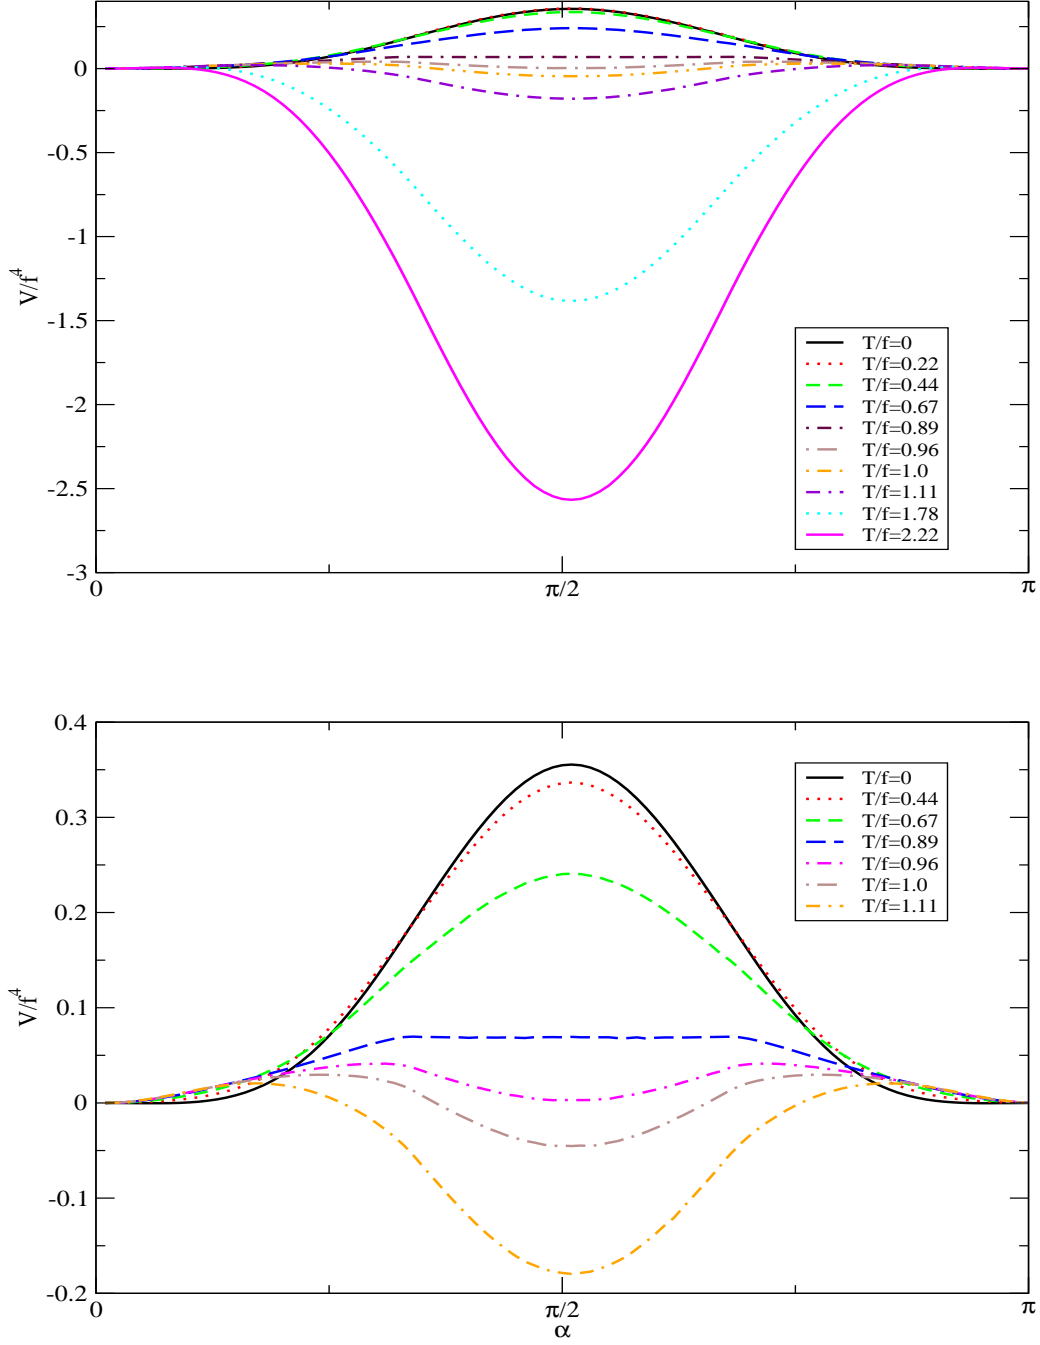 0
-0.5
-1
-1.5
-2
-2.5
-3
V/f^4
T/f=0
T/f=0.22
T/f=0.44
T/f=0.67
T/f=0.89
T/f=0.96
T/f=1.0
T/f=1.11
T/f=1.78
T/f=2.22
0 π/2 π
0.4
0.3
0.2
0.1
0
-0.1
-0.2
V/f^4
T/f=0
T/f=0.44
T/f=0.67
T/f=0.89
T/f=0.96
T/f=1.0
T/f=1.11
0 π/2 π
α